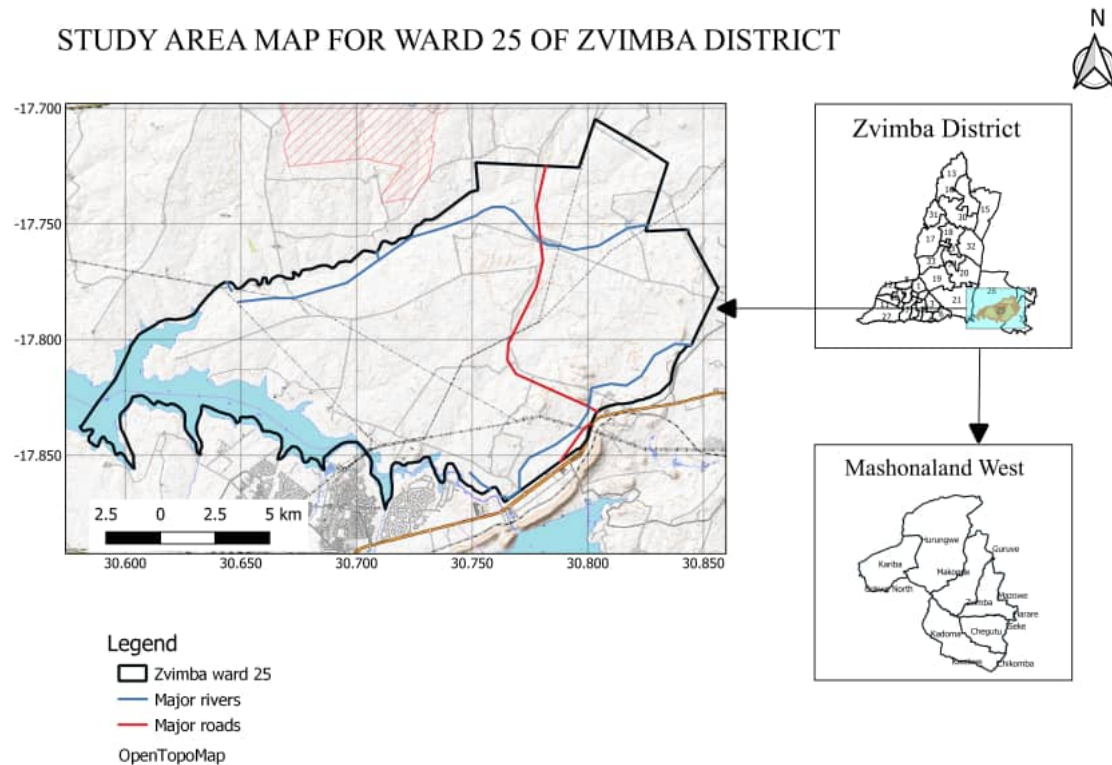 STUDY AREA MAP FOR WARD 25 OF ZVIMBA DISTRICT
N
-17.700
-17.750
-17.800
-17.850
30.600
30.650
30.700
30.750
30.800
30.850
2.5 0 2.5 5 km
Zvimba District
13
15
31
30
17
18
32
33
20
19
21
26
27
Mashonaland West
Hurungwe
Guruve
Kariba
Makonde
Zvimba
Mazowe
Harare
Seke
Kadoma
Chegutu
Chikomba
Legend
Zvimba ward 25
Major rivers
Major roads
OpenTopoMap